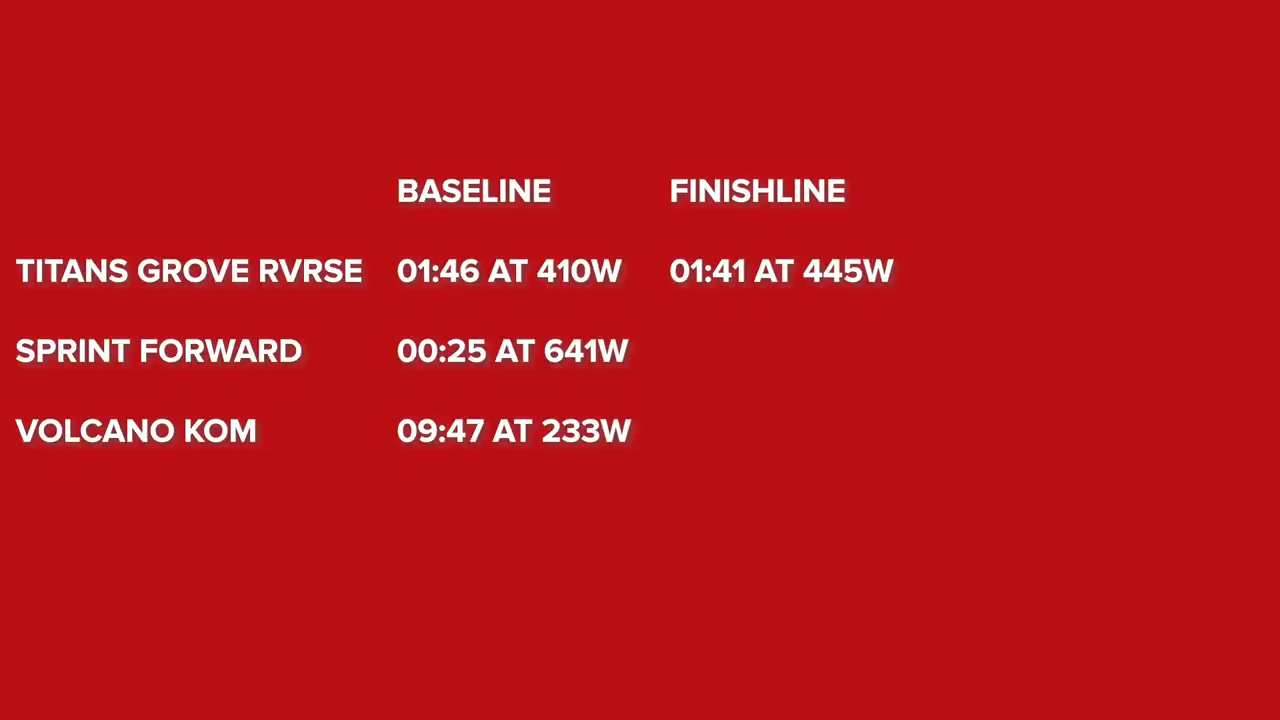 BASELINE FINISHLINE
TITANS GROVE RVRSE 01:46 AT 410W 01:41 AT 445W
SPRINT FORWARD 00:25 AT 641W
VOLCANO KOM 09:47 AT 233W